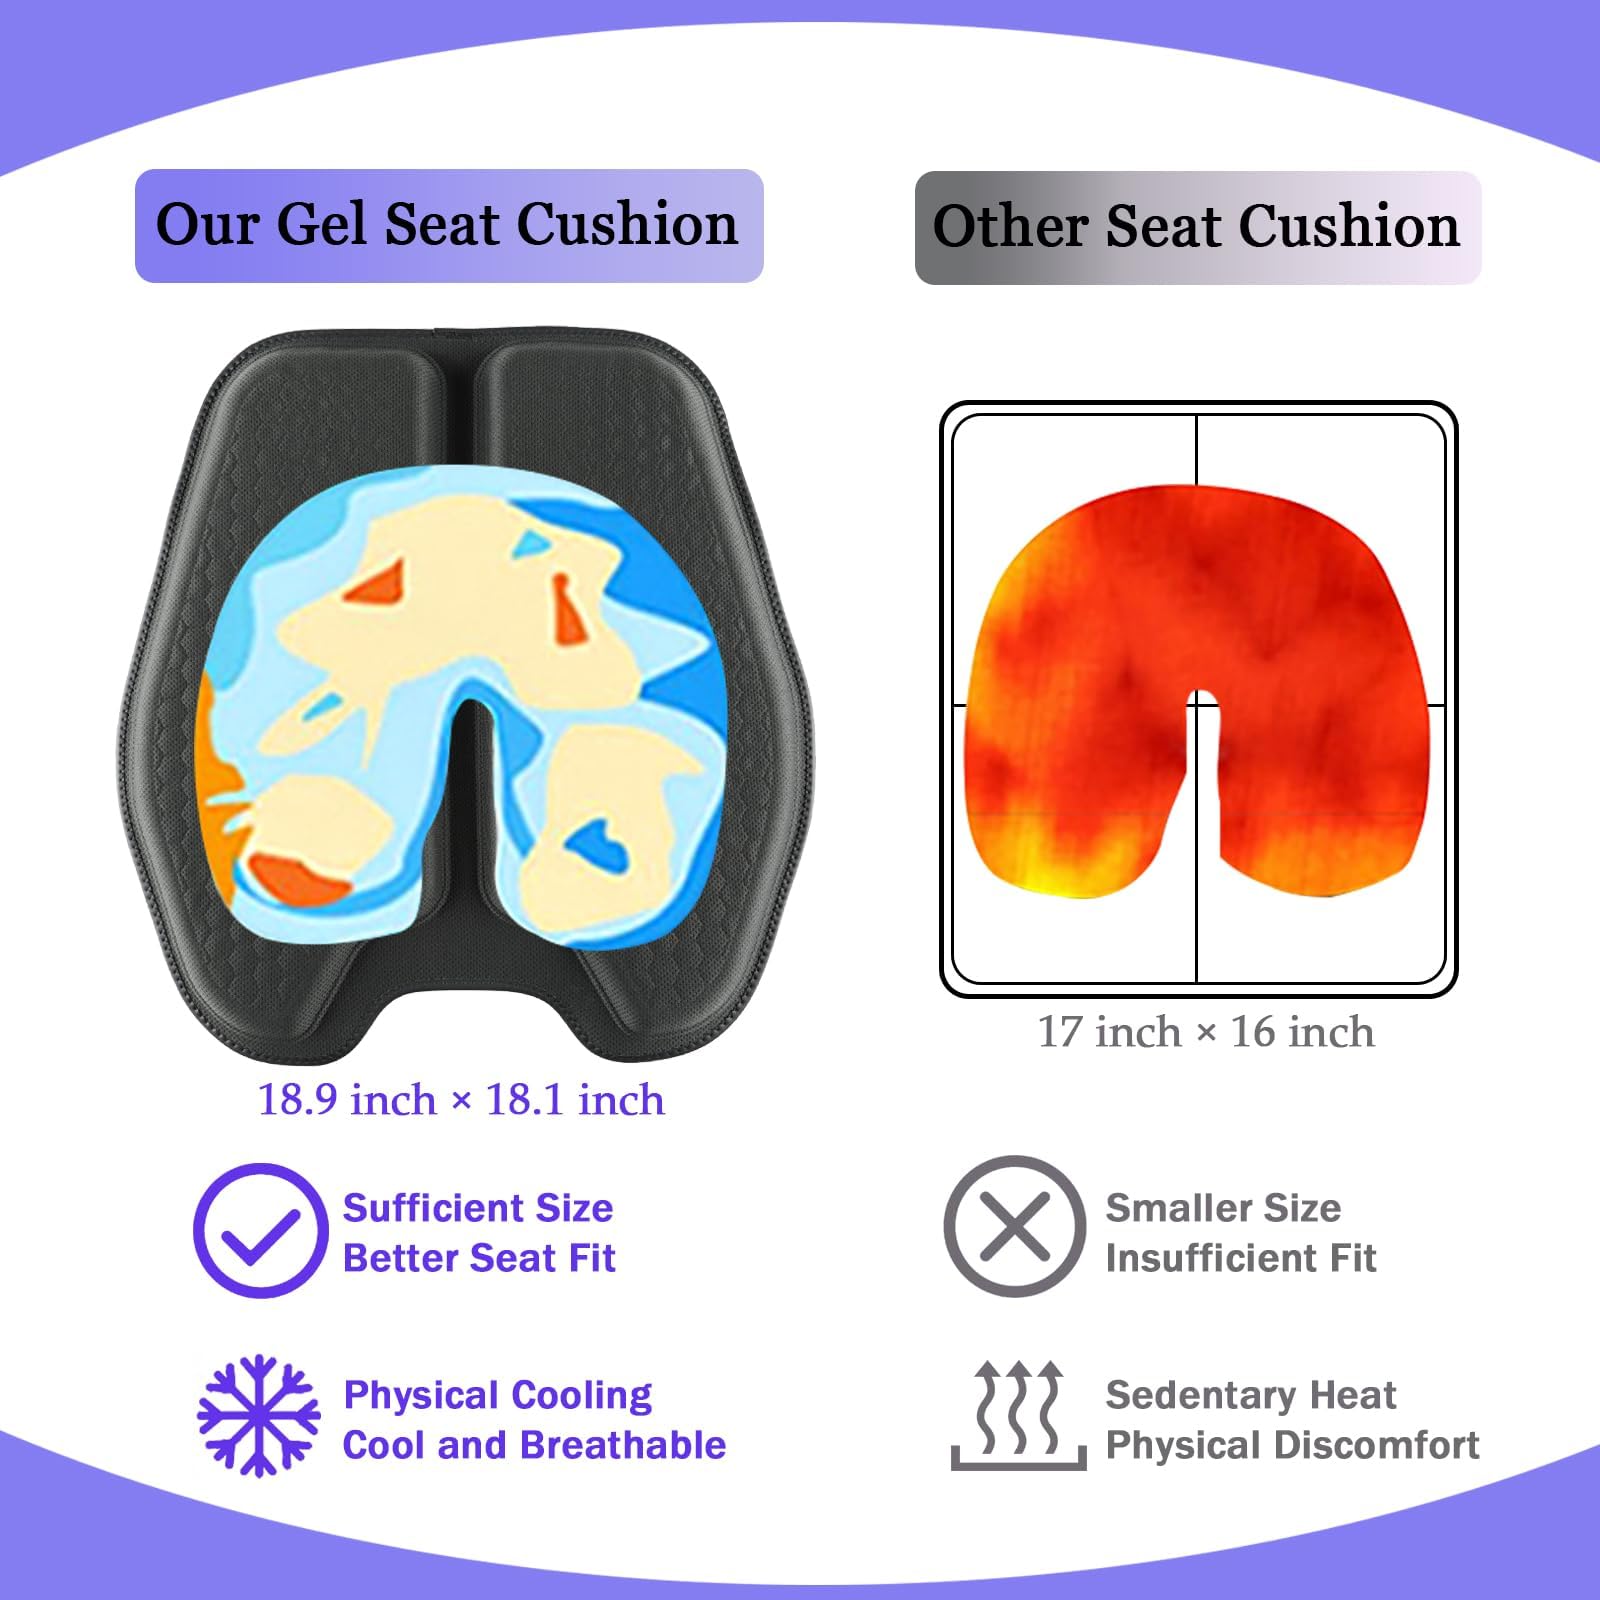 Our Gel Seat Cushion
Other Seat Cushion
18.9 inch × 18.1 inch
17 inch × 16 inch
Sufficient Size
Better Seat Fit
Smaller Size
Insufficient Fit
Physical Cooling
Cool and Breathable
Sedentary Heat
Physical Discomfort